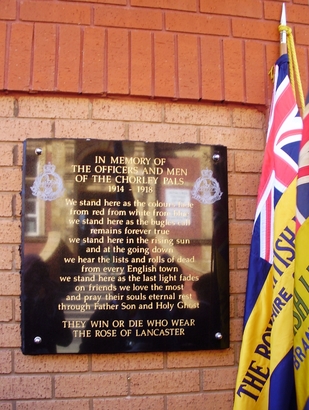 IN MEMORY OF
THE OFFICERS AND MEN
OF THE CHORLEY PALS
1914 - 1918
We stand here as the colours rise
from red from white from blue
we stand here as the bugles call
remains forever true
we stand here in the rising sun
and at the going down
we hear the lists and rolls of dead
from every English town
we stand here as the last light fades
on friends we love the most
and pray their souls eternal rest
through Father Son and Holy Ghost
THEY WIN OR DIE WHO WEAR
THE ROSE OF LANCASTER
THE ROY